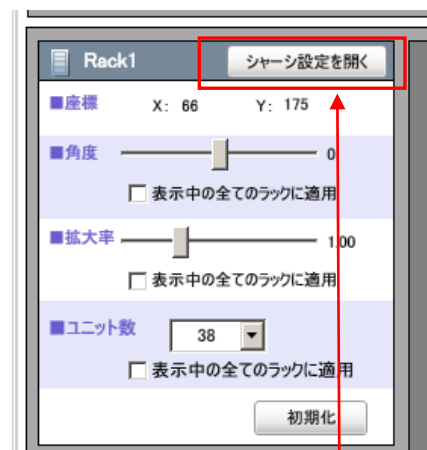 Rack1 シャーシ設定を開く
■座標 X: 66 Y: 175
■角度 0
表示中の全てのラックに適用
■拡大率 1.00
表示中の全てのラックに適用
■ユニット数 38
表示中の全てのラックに適用
初期化